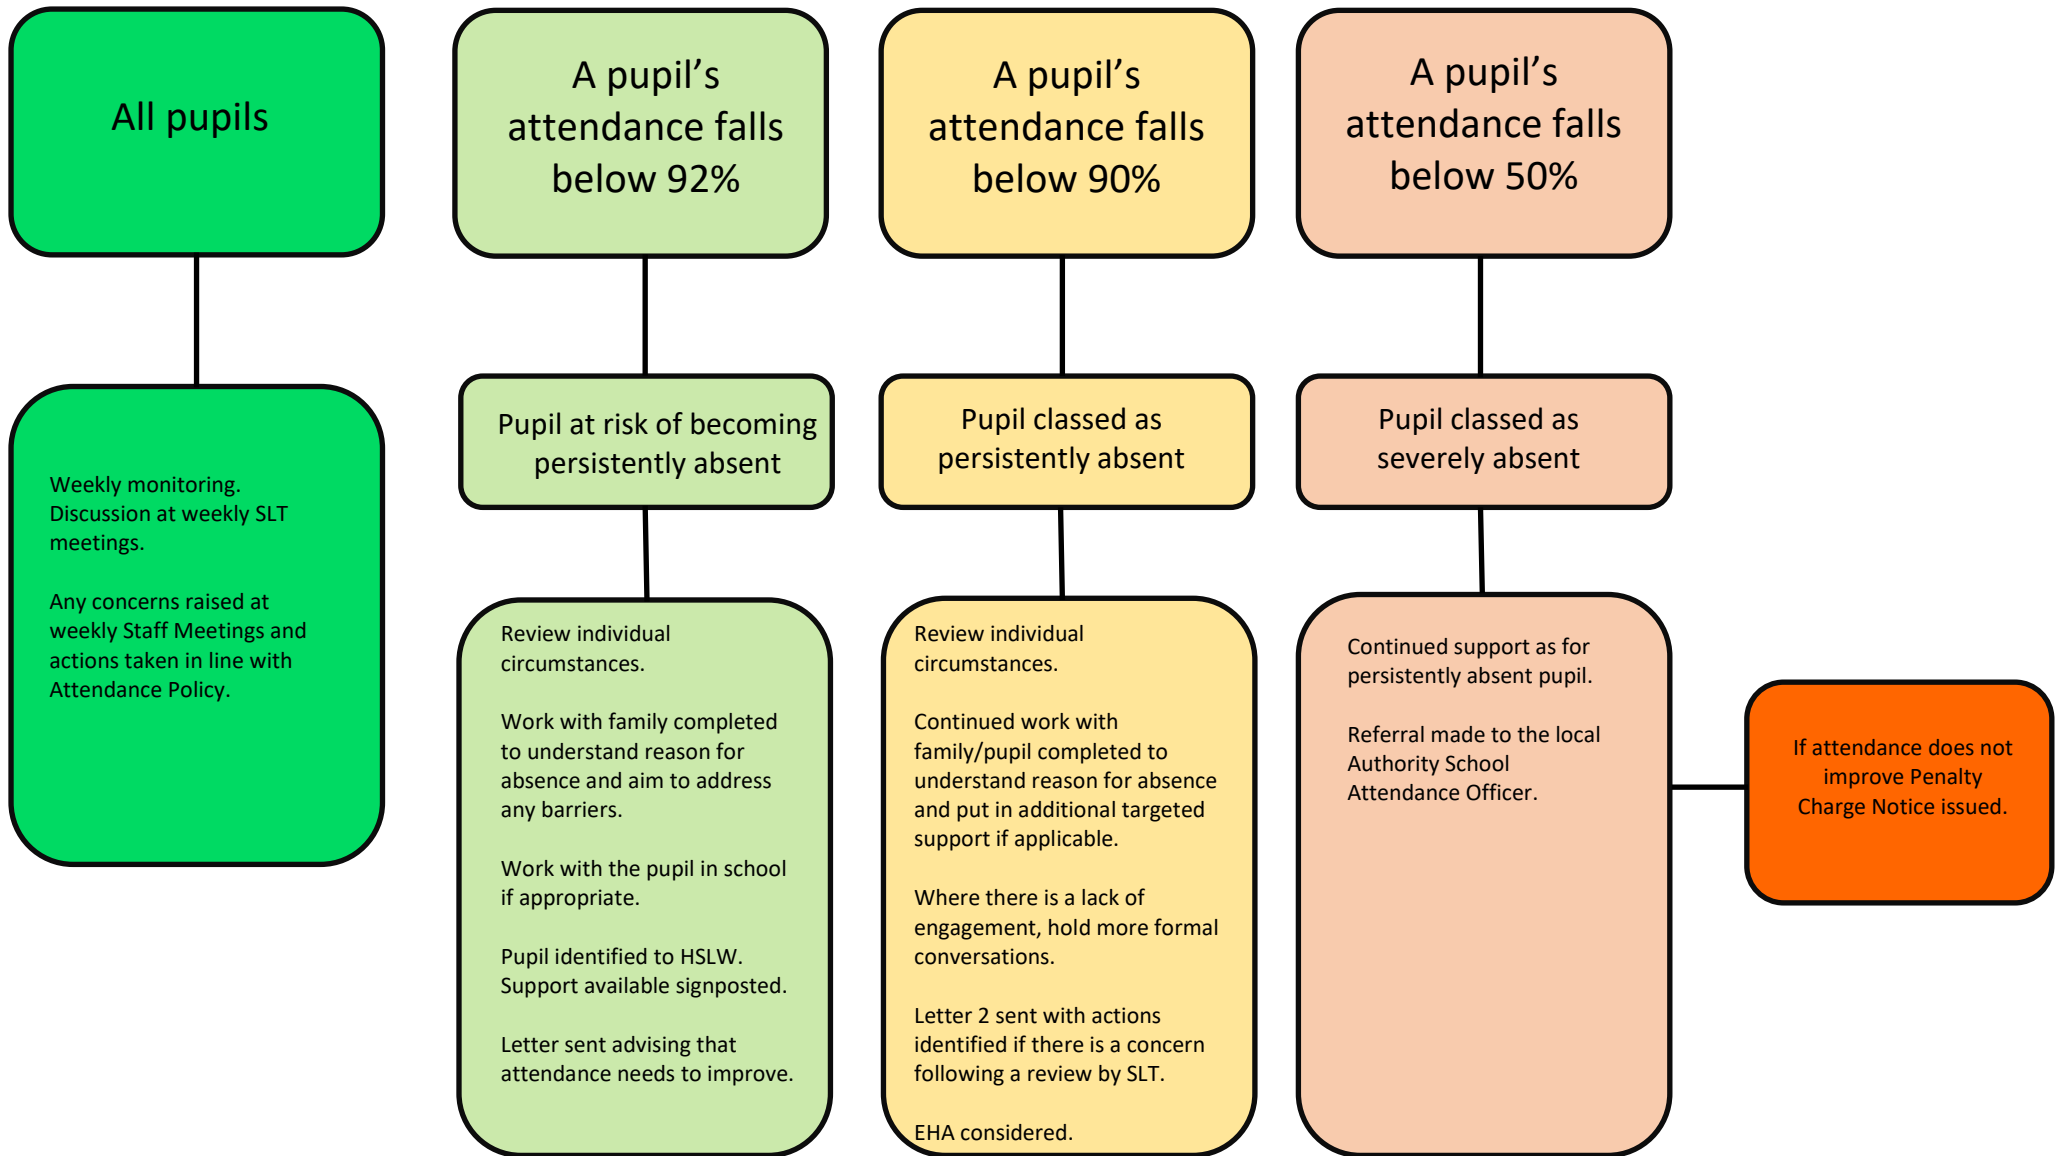 All pupils
A pupil’s
attendance falls
below 92%
A pupil’s
attendance falls
below 90%
A pupil’s
attendance falls
below 50%
Pupil at risk of becoming
persistently absent
Pupil classed as
persistently absent
Pupil classed as
severely absent
Weekly monitoring.
Discussion at weekly SLT
meetings.
Any concerns raised at
weekly Staff Meetings and
actions taken in line with
Attendance Policy.
Review individual
circumstances.
Work with family completed
to understand reason for
absence and aim to address
any barriers.
Work with the pupil in school
if appropriate.
Pupil identified to HSLW.
Support available signposted.
Letter sent advising that
attendance needs to improve.
Review individual
circumstances.
Continued work with
family/pupil completed to
understand reason for absence
and put in additional targeted
support if applicable.
Where there is a lack of
engagement, hold more formal
conversations.
Letter 2 sent with actions
identified if there is a concern
following a review by SLT.
EHA considered.
Continued support as for
persistently absent pupil.
Referral made to the local
Authority School
Attendance Officer.
If attendance does not
improve Penalty
Charge Notice issued.